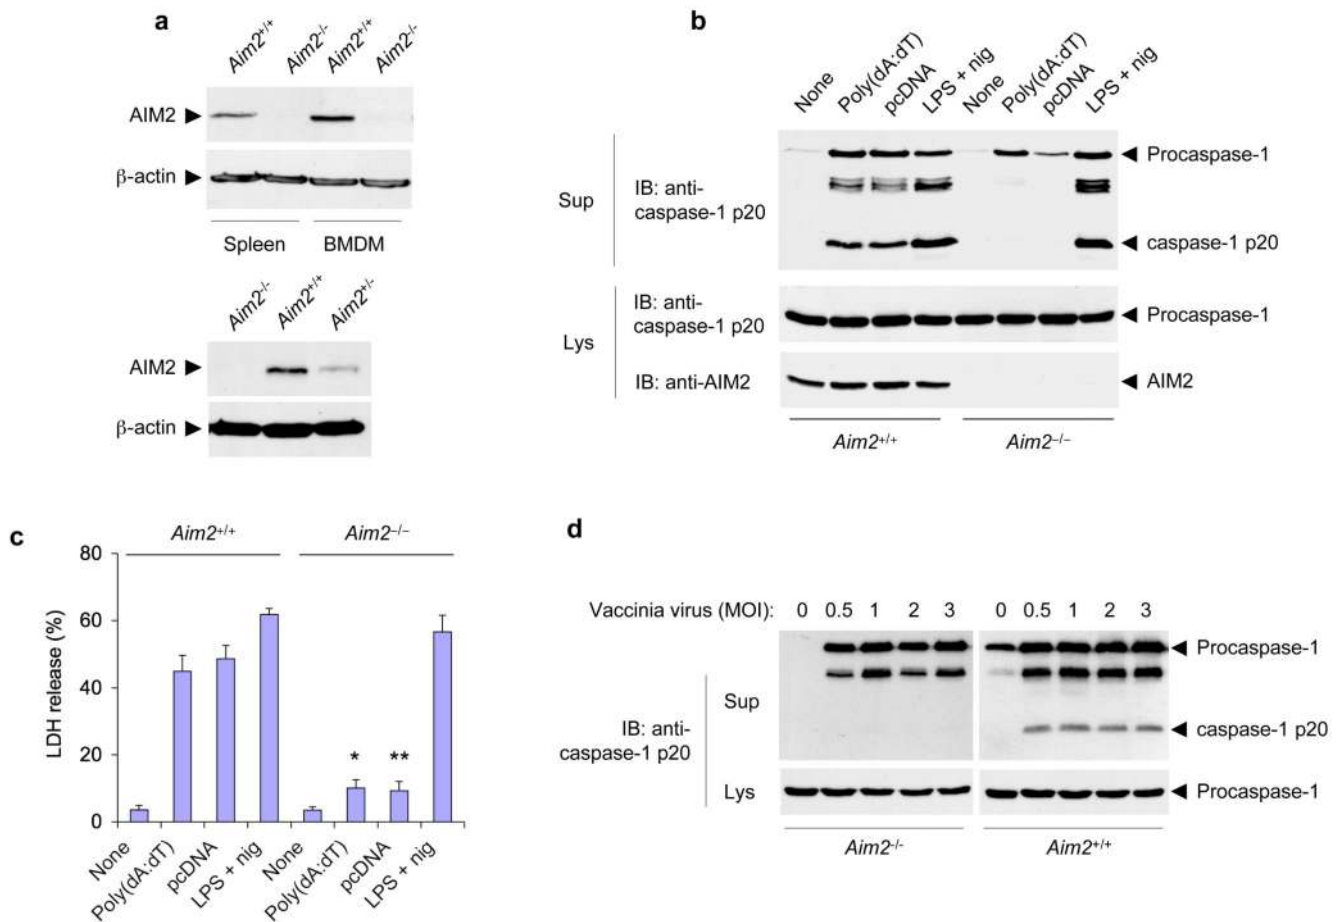 a
Aim2+/+ Aim2-/- Aim2+/+ Aim2-/-
AIM2
β-actin
Spleen BMDM
Aim2-/- Aim2+/+ Aim2+/-
AIM2
β-actin
b
None Poly(dA:dT) pcDNA LPS + nig None Poly(dA:dT) pcDNA LPS + nig
Sup
IB: anti-
caspase-1 p20
Procaspase-1
caspase-1 p20
Lys
IB: anti-
caspase-1 p20
Procaspase-1
IB: anti-AIM2
AIM2
Aim2+/+ Aim2–/–
c
Aim2+/+ Aim2–/–
LDH release (%)
80
60
40
20
0
* **
None Poly(dA:dT) pcDNA LPS + nig None Poly(dA:dT) pcDNA LPS + nig
d
Vaccinia virus (MOI): 0 0.5 1 2 3 0 0.5 1 2 3
IB: anti-
caspase-1 p20
Sup
Procaspase-1
caspase-1 p20
Lys
Procaspase-1
Aim2-/- Aim2+/+